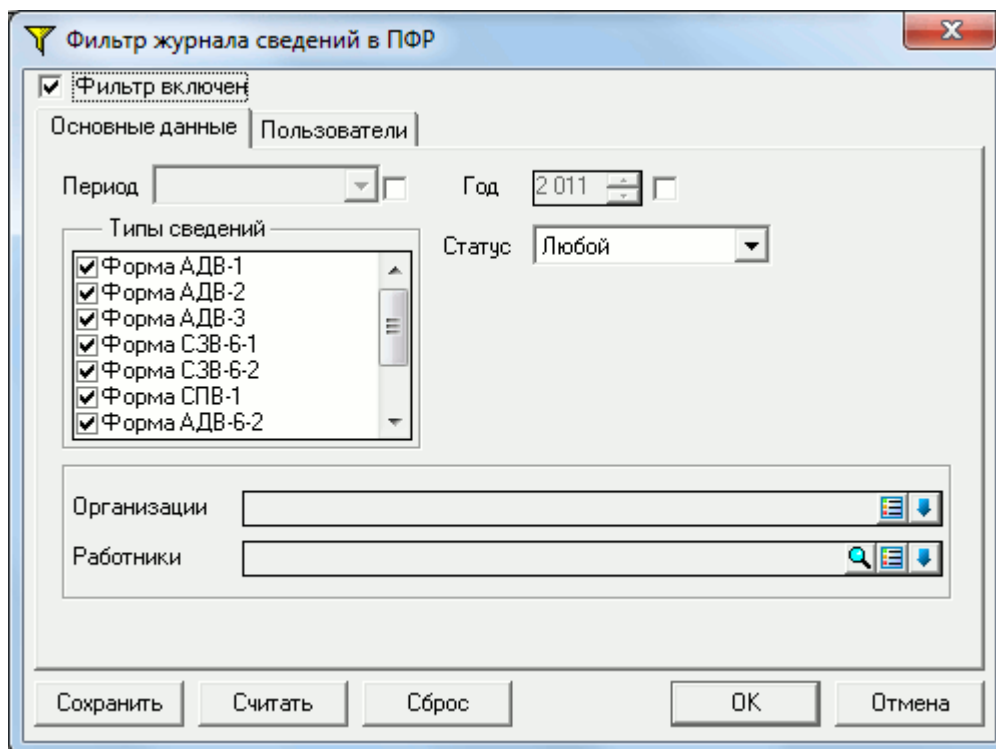 Фильтр журнала сведений в ПФР
Фильтр включен
Основные данные Пользователи
Период Год 2 011
Типы сведений
Статус Любой
Форма АДВ-1
Форма АДВ-2
Форма АДВ-3
Форма СЗВ-6-1
Форма СЗВ-6-2
Форма СПВ-1
Форма АДВ-6-2
Организации
Работники
Сохранить Считать Сброс OK Отмена